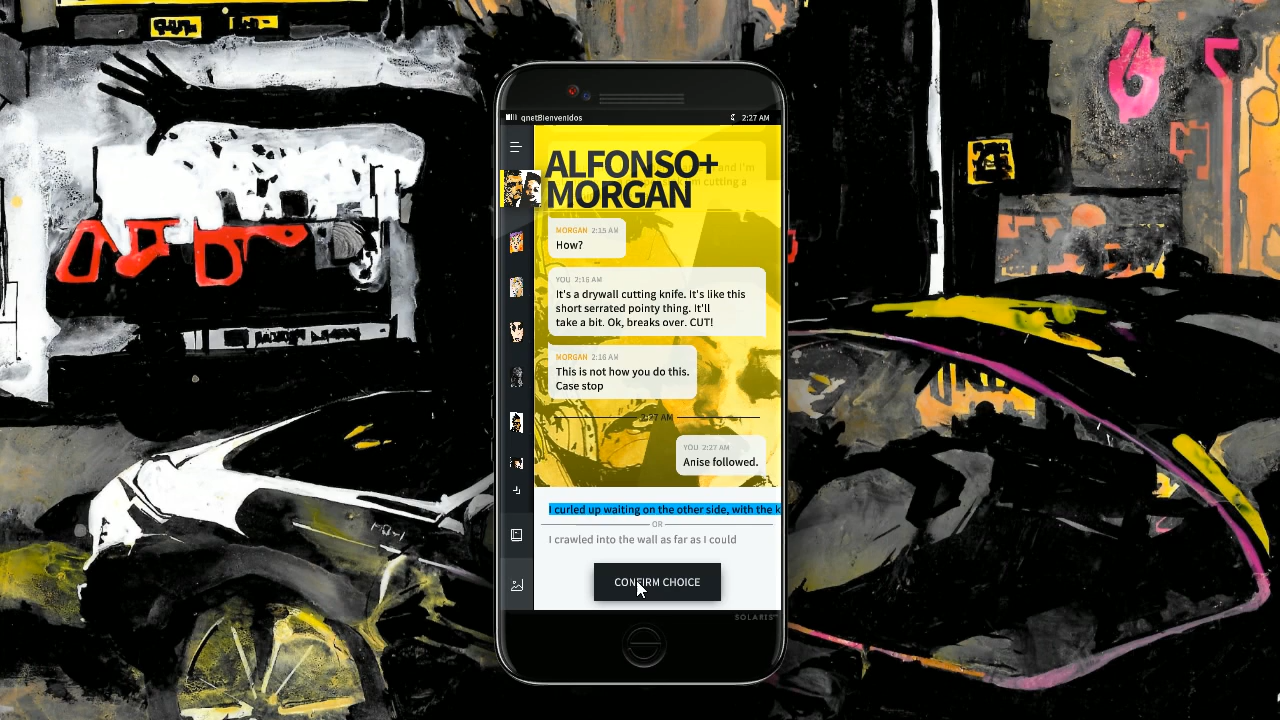 qnetBienvenidos
2:27 AM
and I'm
m cutting a
ALFONSO+
MORGAN
MORGAN 2:15 AM
How?
YOU 2:16 AM
It's a drywall cutting knife. It's like this
short serrated pointy thing. It'll
take a bit. Ok, breaks over. CUT!
MORGAN 2:16 AM
This is not how you do this.
Case stop
2:27 AM
YOU 2:27 AM
Anise followed.
I curled up waiting on the other side, with the k
OR
I crawled into the wall as far as I could
CONFIRM CHOICE
SOLARIS